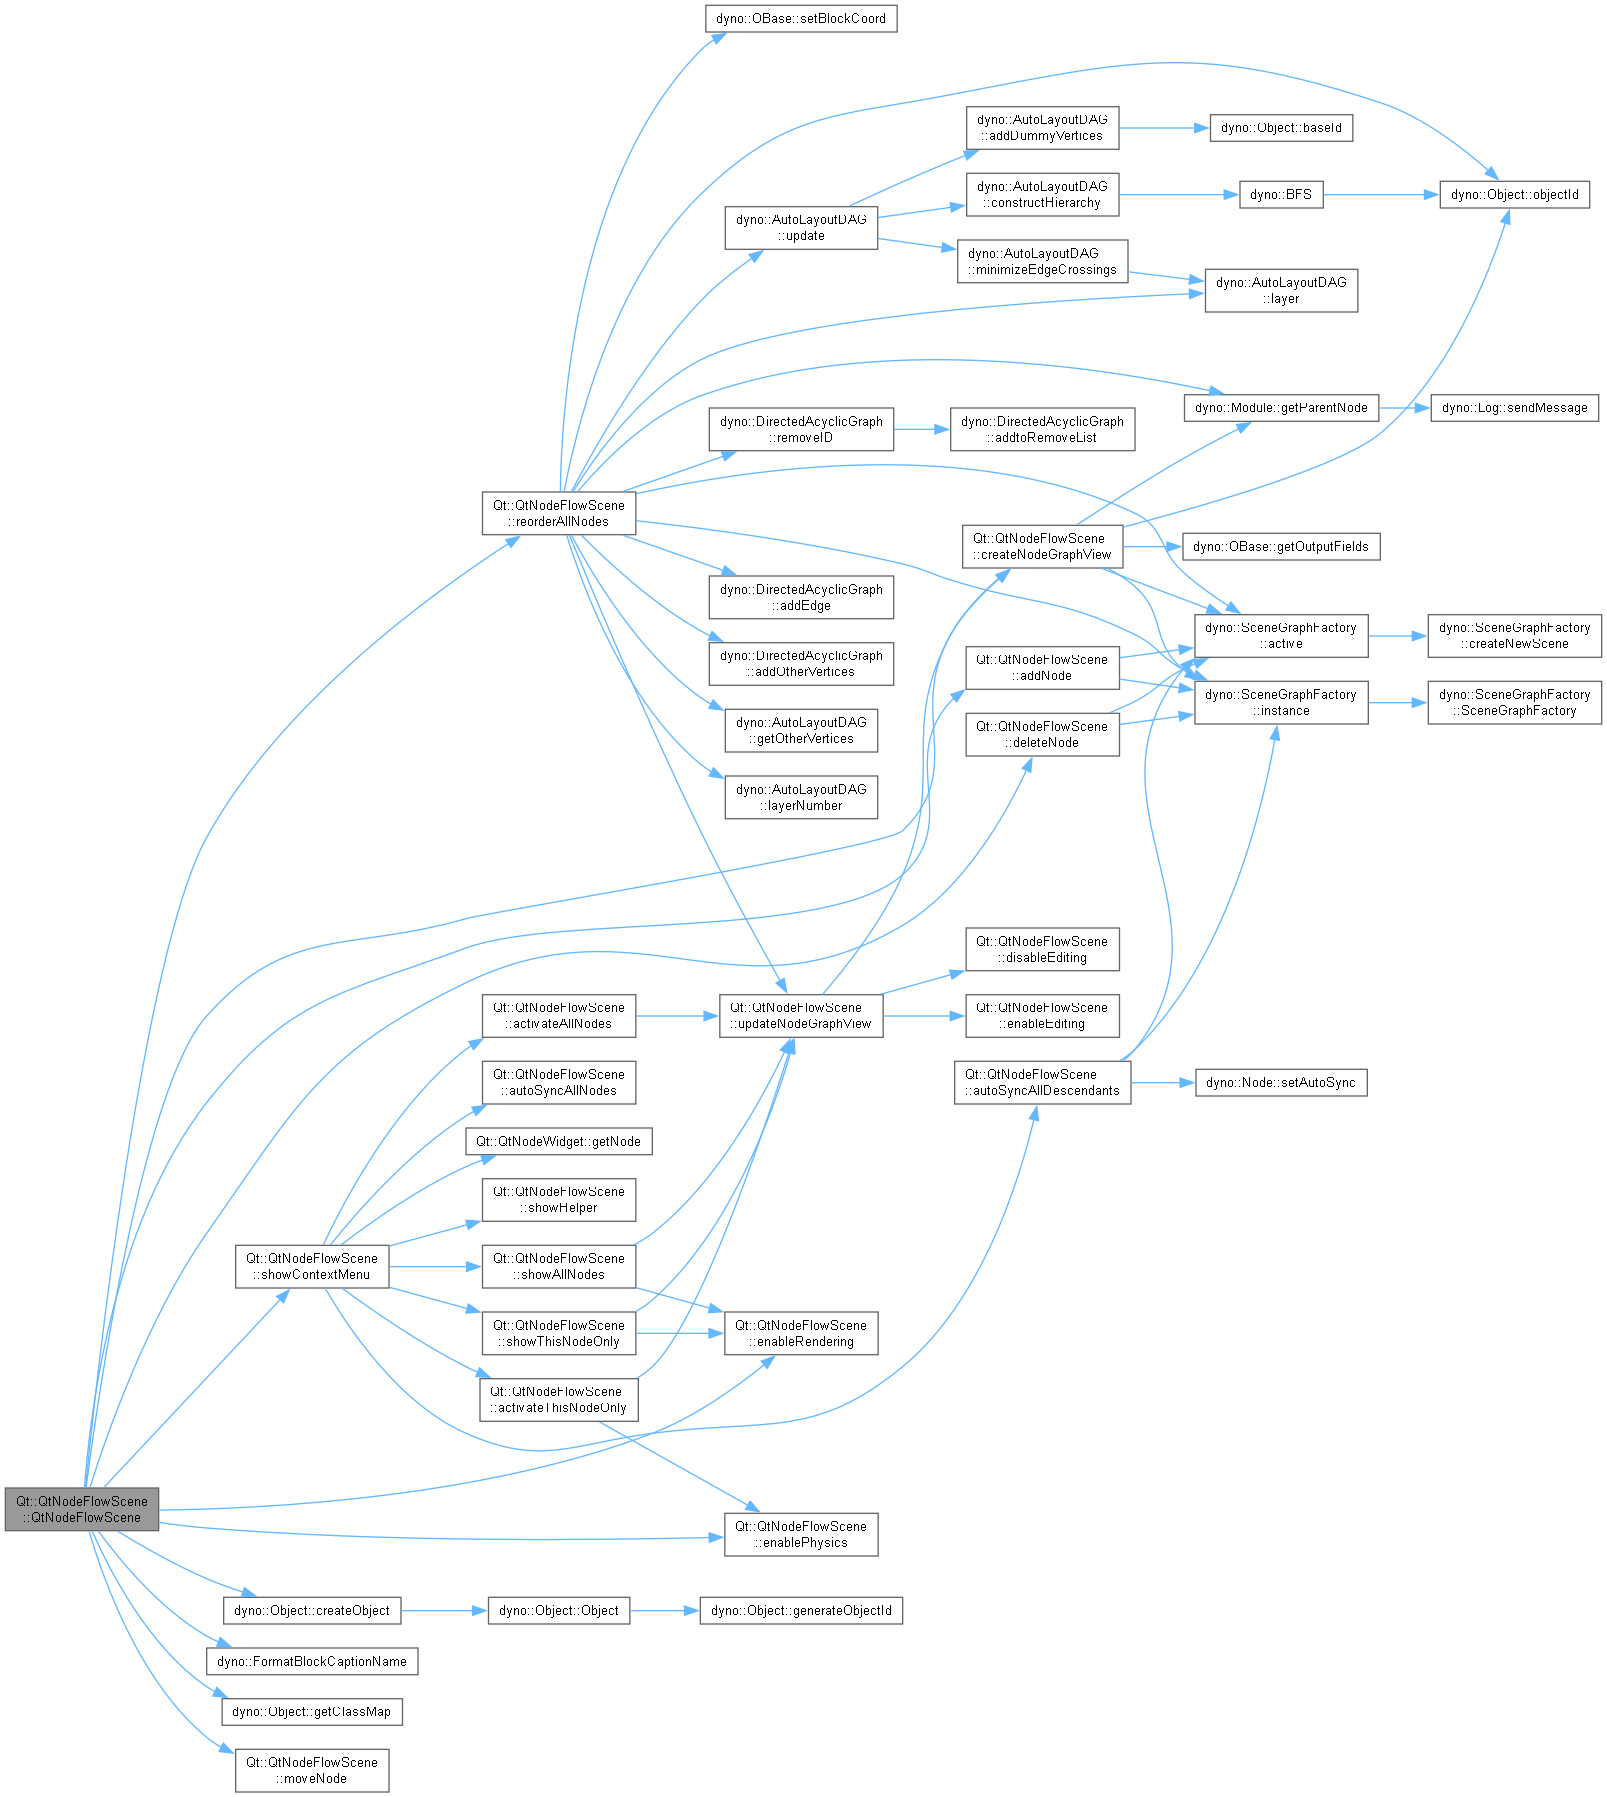 dyno::OBase::setBlockCoord
dyno::AutoLayoutDAG
::addDummyVertices
dyno::Object::baseId
dyno::AutoLayoutDAG
::constructHierarchy
dyno::BFS
dyno::Object::objectId
dyno::AutoLayoutDAG
::update
dyno::AutoLayoutDAG
::minimizeEdgeCrossings
dyno::AutoLayoutDAG
::layer
dyno::Module::getParentNode
dyno::Log::sendMessage
dyno::DirectedAcyclicGraph
::removeID
dyno::DirectedAcyclicGraph
::addtoRemoveList
Qt::QtNodeFlowScene
::reorderAllNodes
Qt::QtNodeFlowScene
::createNodeGraphView
dyno::OBase::getOutputFields
dyno::DirectedAcyclicGraph
::addEdge
dyno::SceneGraphFactory
::active
dyno::SceneGraphFactory
::createNewScene
dyno::DirectedAcyclicGraph
::addOtherVertices
Qt::QtNodeFlowScene
::addNode
dyno::SceneGraphFactory
::instance
dyno::SceneGraphFactory
::SceneGraphFactory
dyno::AutoLayoutDAG
::getOtherVertices
Qt::QtNodeFlowScene
::deleteNode
dyno::AutoLayoutDAG
::layerNumber
Qt::QtNodeFlowScene
::disableEditing
Qt::QtNodeFlowScene
::activateAllNodes
Qt::QtNodeFlowScene
::updateNodeGraphView
Qt::QtNodeFlowScene
::enableEditing
Qt::QtNodeFlowScene
::autoSyncAllNodes
Qt::QtNodeFlowScene
::autoSyncAllDescendants
dyno::Node::setAutoSync
Qt::QtNodeWidget::getNode
Qt::QtNodeFlowScene
::showHelper
Qt::QtNodeFlowScene
::showContextMenu
Qt::QtNodeFlowScene
::showAllNodes
Qt::QtNodeFlowScene
::showThisNodeOnly
Qt::QtNodeFlowScene
::enableRendering
Qt::QtNodeFlowScene
::activateThisNodeOnly
Qt::QtNodeFlowScene
::QtNodeFlowScene
Qt::QtNodeFlowScene
::enablePhysics
dyno::Object::createObject
dyno::Object::Object
dyno::Object::generateObjectId
dyno::FormatBlockCaptionName
dyno::Object::getClassMap
Qt::QtNodeFlowScene
::moveNode